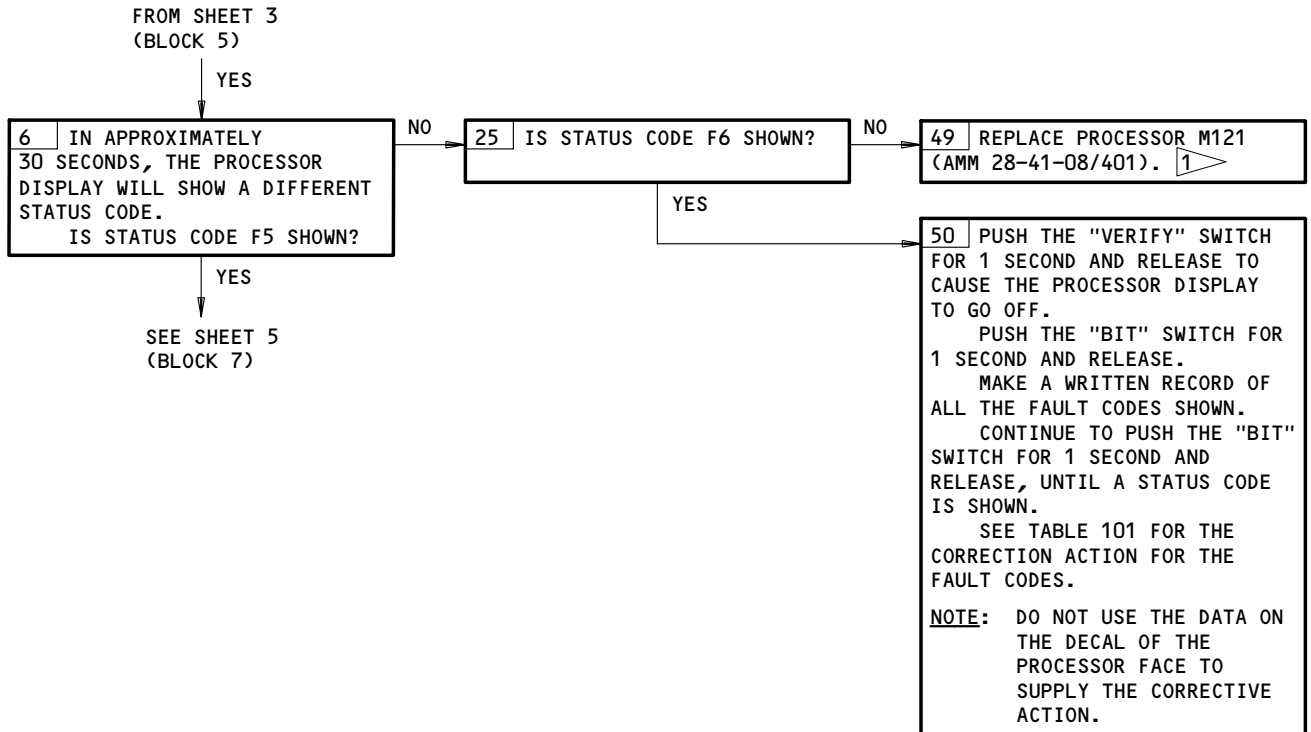 FROM SHEET 3
(BLOCK 5)
YES
6 IN APPROXIMATELY
30 SECONDS, THE PROCESSOR
DISPLAY WILL SHOW A DIFFERENT
STATUS CODE.
IS STATUS CODE F5 SHOWN?
NO
25 IS STATUS CODE F6 SHOWN?
NO
49 REPLACE PROCESSOR M121
(AMM 28-41-08/401). 1
YES
50 PUSH THE "VERIFY" SWITCH
FOR 1 SECOND AND RELEASE TO
CAUSE THE PROCESSOR DISPLAY
TO GO OFF.
PUSH THE "BIT" SWITCH FOR
1 SECOND AND RELEASE.
MAKE A WRITTEN RECORD OF
ALL THE FAULT CODES SHOWN.
CONTINUE TO PUSH THE "BIT"
SWITCH FOR 1 SECOND AND
RELEASE, UNTIL A STATUS CODE
IS SHOWN.
SEE TABLE 101 FOR THE
CORRECTION ACTION FOR THE
FAULT CODES.
NOTE: DO NOT USE THE DATA ON
THE DECAL OF THE
PROCESSOR FACE TO
SUPPLY THE CORRECTIVE
ACTION.
YES
SEE SHEET 5
(BLOCK 7)